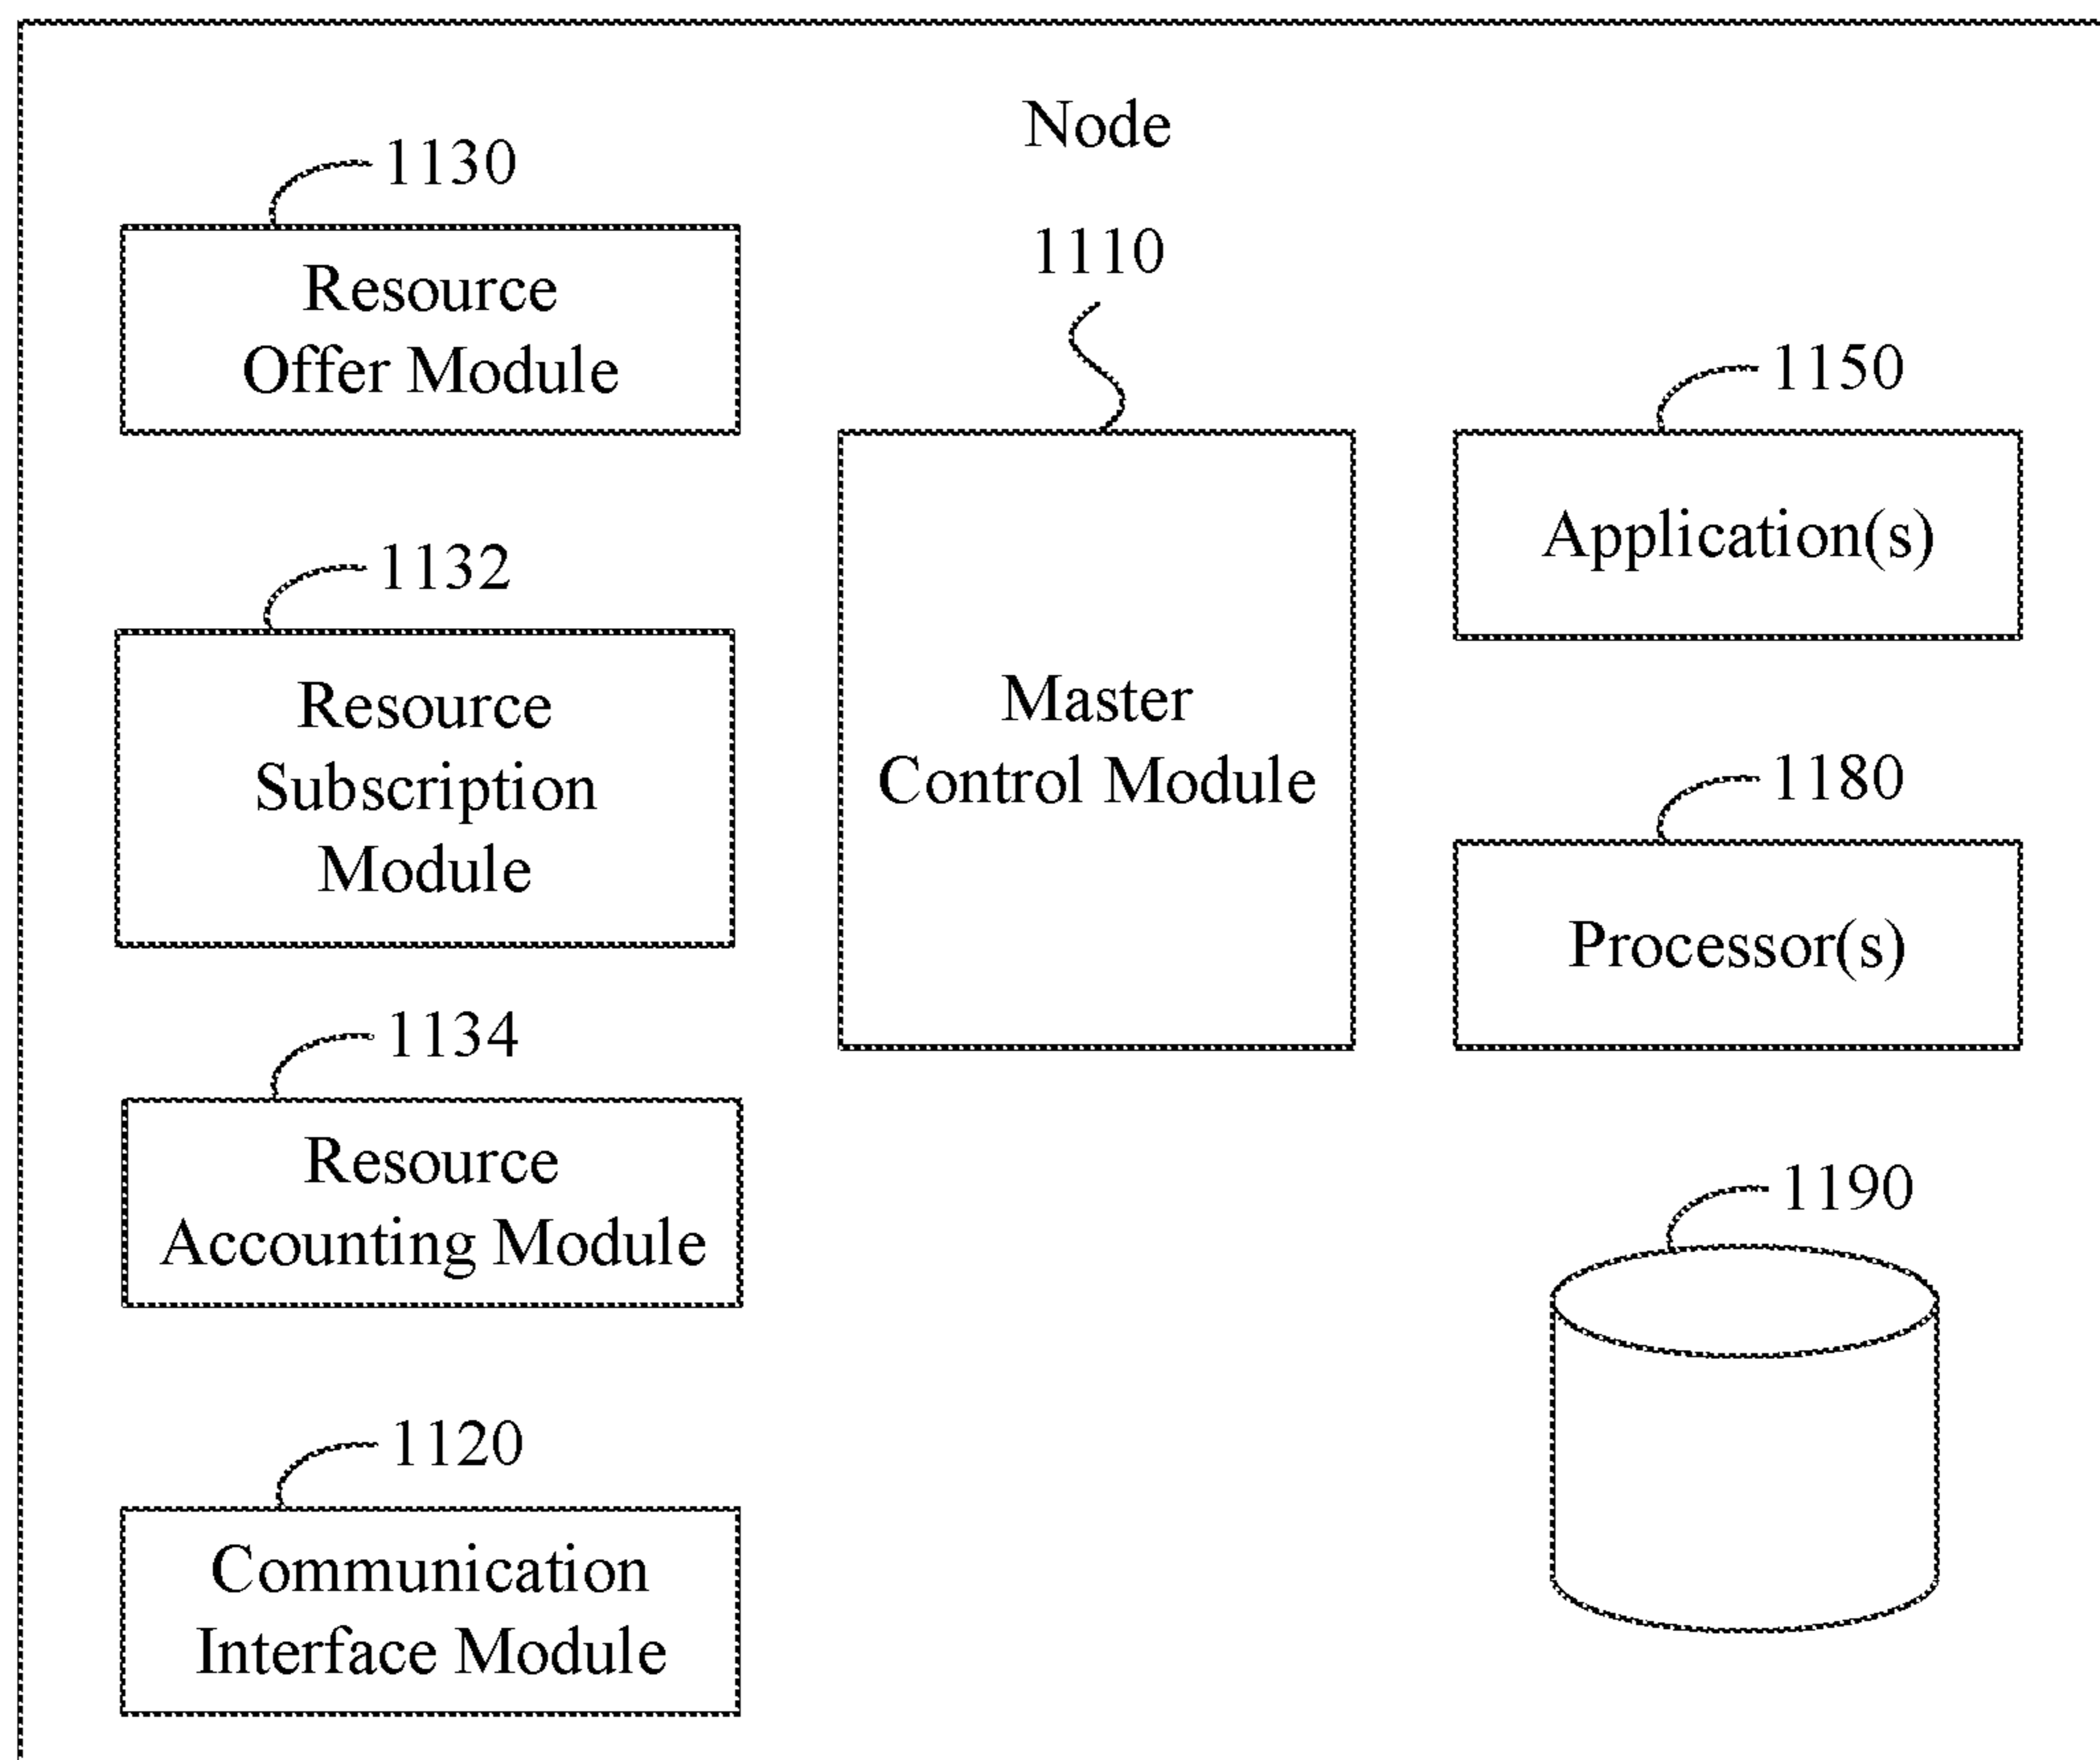 Node
1130
Resource
Offer Module
1132
Resource
Subscription
Module
1134
Resource
Accounting Module
1120
Communication
Interface Module
1110
Master
Control Module
1150
Application(s)
1180
Processor(s)
1190